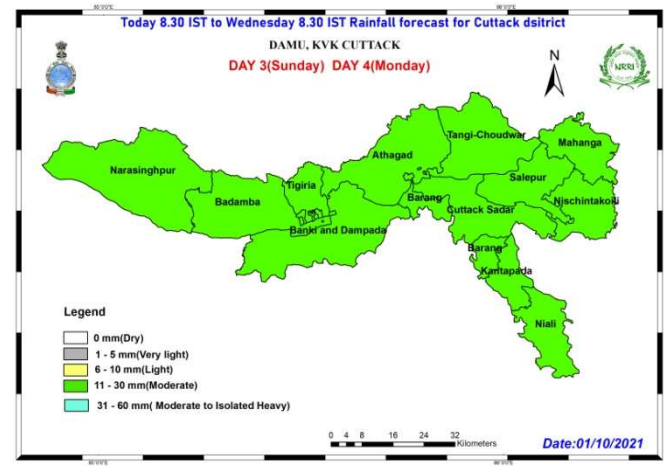 Today 8.30 IST to Wednesday 8.30 IST Rainfall forecast for Cuttack dsitrict
DAMU, KVK CUTTACK
DAY 3(Sunday) DAY 4(Monday)
N
NRRI
Tangi-Choudwar
Mahanga
Athagad
Narasinghpur
Salepur
Tigiria
Badamba
Barang
Nischintakoili
Cuttack Sadar
Banki and Dampada
Barang
Kantapada
Niali
Legend
0 mm(Dry)
1 - 5 mm(Very light)
6 - 10 mm(Light)
11 - 30 mm(Moderate)
31 - 60 mm( Moderate to Isolated Heavy)
0 4 8 16 24 32
Kilometers
Date:01/10/2021